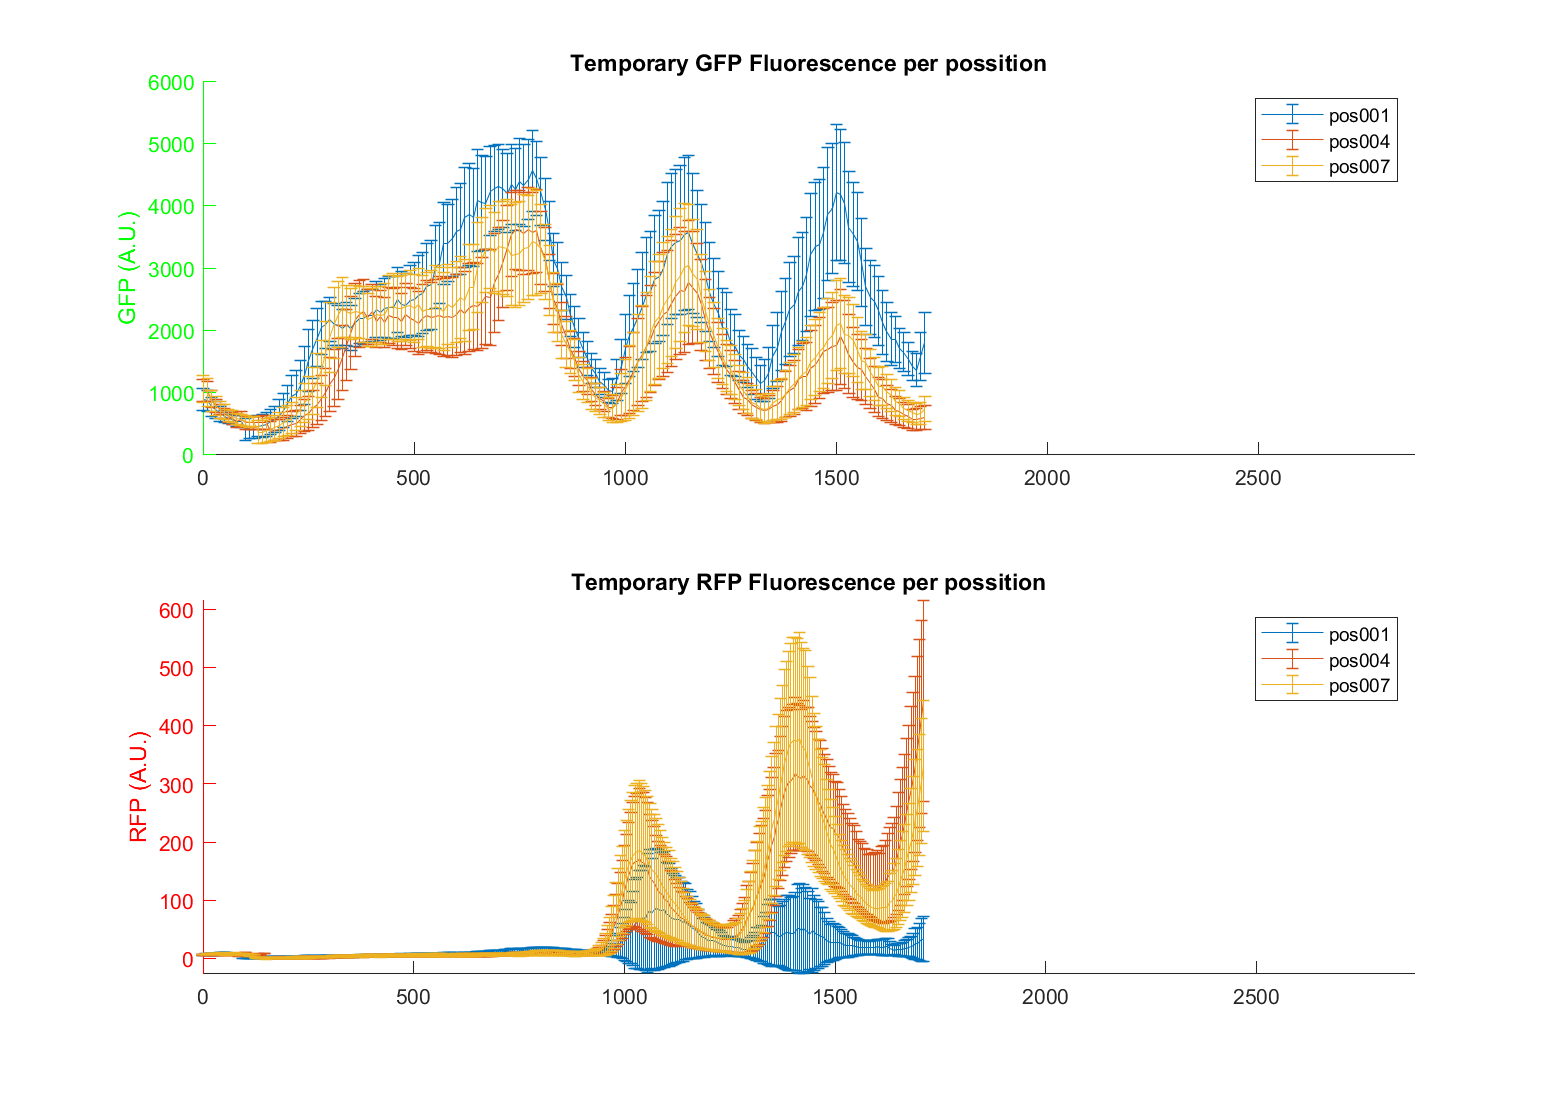 Temporary GFP Fluorescence per possition
6000
5000
4000
3000
2000
1000
0
GFP (A.U.)
0 500 1000 1500 2000 2500
pos001
pos004
pos007
Temporary RFP Fluorescence per possition
600
500
400
300
200
100
0
RFP (A.U.)
0 500 1000 1500 2000 2500
pos001
pos004
pos007